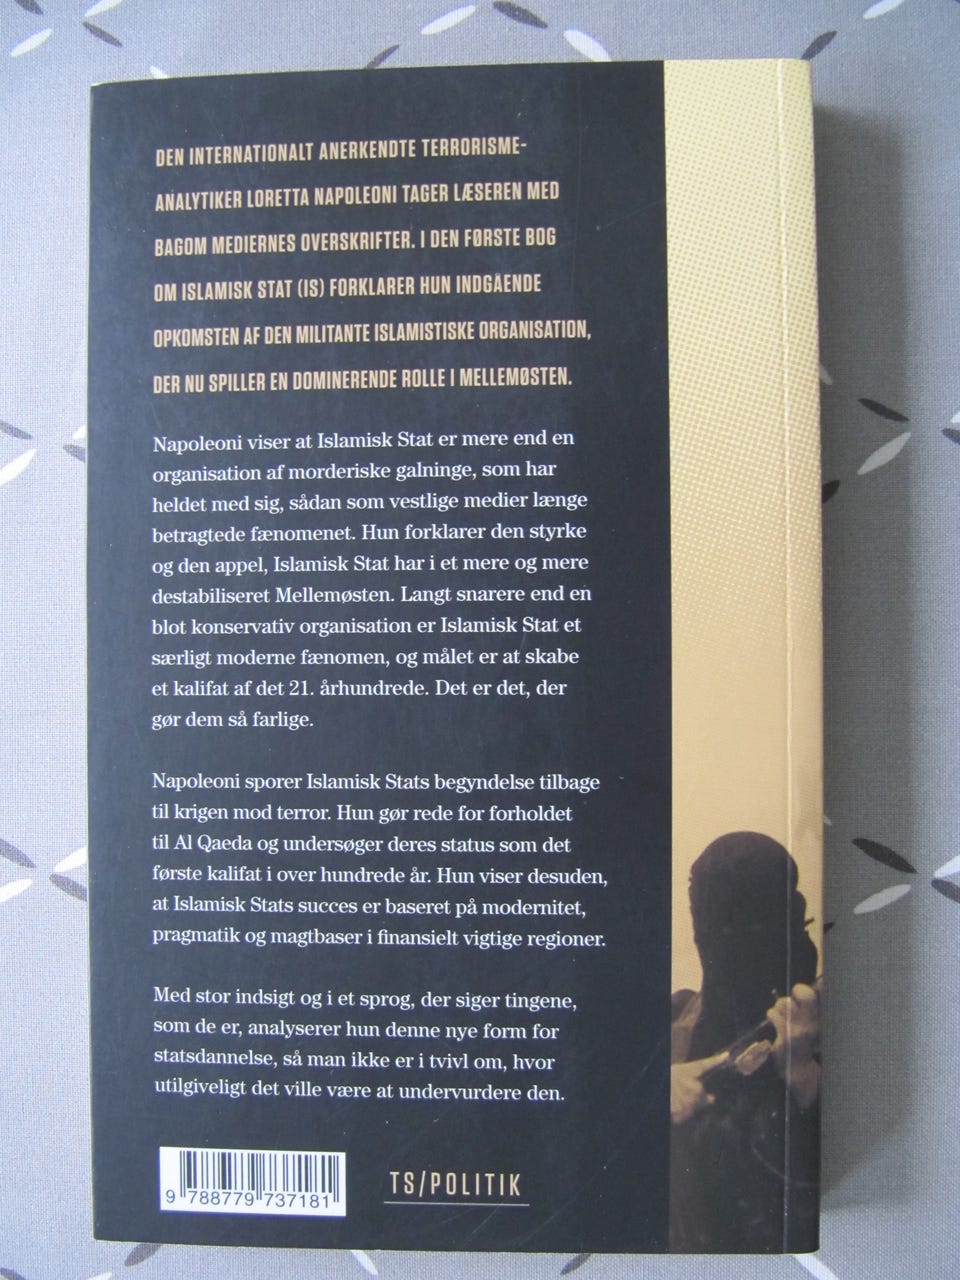 DEN INTERNATIONALT ANERKENDTE TERRORISME-
ANALYTIKER LORETTA NAPOLEONI TAGER LÆSEREN MED
BAGOM MEDIERNES OVERSKRIFTER. I DEN FØRSTE BOG
OM ISLAMISK STAT (IS) FORKLARER HUN INDGÅENDE
OPKOMSTEN AF DEN MILITANTE ISLAMISTISKE ORGANISATION,
DER NU SPILLER EN DOMINERENDE ROLLE I MELLEMØSTEN.
Napoleoni viser at Islamisk Stat er mere end en
organisation af morderiske galninge, som har
heldet med sig, sådan som vestlige medier længe
betragtede fænomenet. Hun forklarer den styrke
og den appel, Islamisk Stat har i et mere og mere
destabiliseret Mellemøsten. Langt snarere end en
blot konservativ organisation er Islamisk Stat et
særligt moderne fænomen, og målet er at skabe
et kalifat af det 21. århundrede. Det er det, der
gør dem så farlige.
Napoleoni sporer Islamisk Stats begyndelse tilbage
til krigen mod terror. Hun gør rede for forholdet
til Al Qaeda og undersøger deres status som det
første kalifat i over hundrede år. Hun viser desuden,
at Islamisk Stats succes er baseret på modernitet,
pragmatik og magtbaser i finansielt vigtige regioner.
Med stor indsigt og i et sprog, der siger tingene,
som de er, analyserer hun denne nye form for
statsdannelse, så man ikke er i tvivl om, hvor
utilgiveligt det ville være at undervurdere den.
9 788779 737181
TS/POLITIK